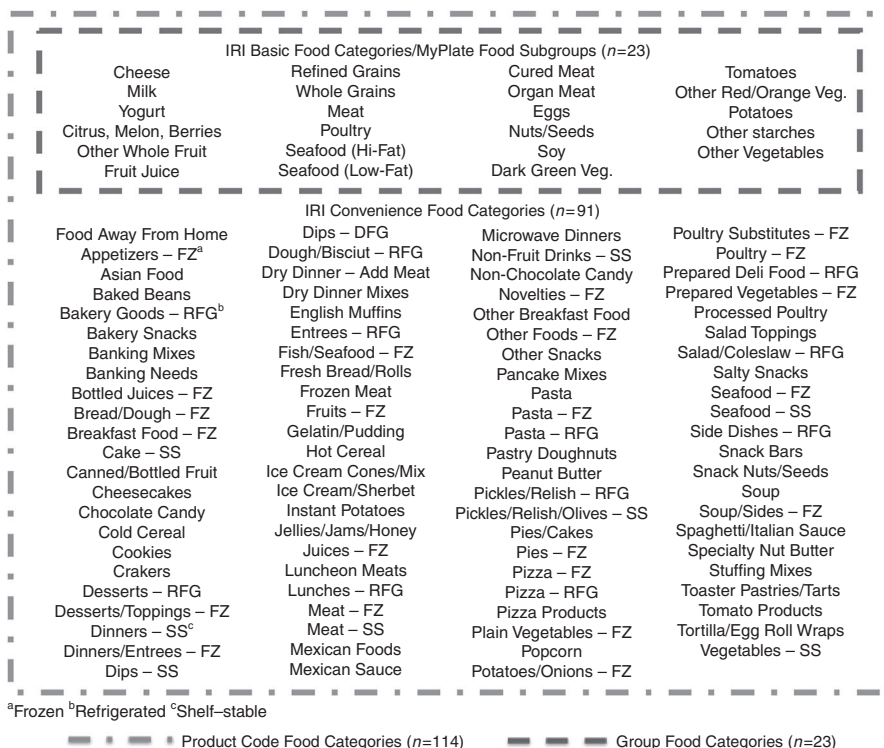 IRI Basic Food Categories/MyPlate Food Subgroups (n=23)
Cheese
Milk
Yogurt
Citrus, Melon, Berries
Other Whole Fruit
Fruit Juice
Refined Grains
Whole Grains
Meat
Poultry
Seafood (Hi-Fat)
Seafood (Low-Fat)
Cured Meat
Organ Meat
Eggs
Nuts/Seeds
Soy
Dark Green Veg.
Tomatoes
Other Red/Orange Veg.
Potatoes
Other starches
Other Vegetables
IRI Convenience Food Categories (n=91)
Food Away From Home
Appetizers – FZa
Asian Food
Baked Beans
Bakery Goods – RFGb
Bakery Snacks
Banking Mixes
Banking Needs
Bottled Juices – FZ
Bread/Dough – FZ
Breakfast Food – FZ
Cake – SS
Canned/Bottled Fruit
Cheesecakes
Chocolate Candy
Cold Cereal
Cookies
Crakers
Desserts – RFG
Desserts/Toppings – FZ
Dinners – SSc
Dinners/Entrees – FZ
Dips – SS
Dips – DFG
Dough/Bisciut – RFG
Dry Dinner – Add Meat
Dry Dinner Mixes
English Muffins
Entrees – RFG
Fish/Seafood – FZ
Fresh Bread/Rolls
Frozen Meat
Fruits – FZ
Gelatin/Pudding
Hot Cereal
Ice Cream Cones/Mix
Ice Cream/Sherbet
Instant Potatoes
Jellies/Jams/Honey
Juices – FZ
Luncheon Meats
Lunches – RFG
Meat – FZ
Meat – SS
Mexican Foods
Mexican Sauce
Microwave Dinners
Non-Fruit Drinks – SS
Non-Chocolate Candy
Novelties – FZ
Other Breakfast Food
Other Foods – FZ
Other Snacks
Pancake Mixes
Pasta
Pasta – FZ
Pasta – RFG
Pastry Doughnuts
Peanut Butter
Pickles/Relish – RFG
Pickles/Relish/Olives – SS
Pies/Cakes
Pies – FZ
Pizza – FZ
Pizza – RFG
Pizza Products
Plain Vegetables – FZ
Popcorn
Potatoes/Onions – FZ
Poultry Substitutes – FZ
Poultry – FZ
Prepared Deli Food – RFG
Prepared Vegetables – FZ
Processed Poultry
Salad Toppings
Salad/Coleslaw – RFG
Salty Snacks
Seafood – FZ
Seafood – SS
Side Dishes – RFG
Snack Bars
Snack Nuts/Seeds
Soup
Soup/Sides – FZ
Spaghetti/Italian Sauce
Specialty Nut Butter
Stuffing Mixes
Toaster Pastries/Tarts
Tomato Products
Tortilla/Egg Roll Wraps
Vegetables – SS
aFrozen bRefrigerated cShelf–stable
Product Code Food Categories (n=114)
Group Food Categories (n=23)